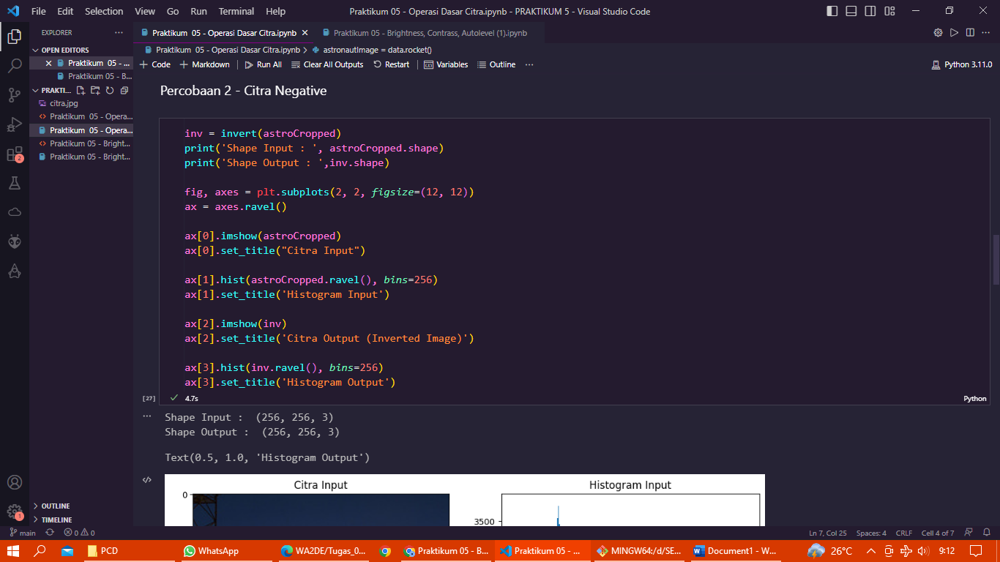 File Edit Selection View Go Run Terminal Help
Praktikum 05 - Operasi Dasar Citra.ipynb - PRAKTIKUM 5 - Visual Studio Code
EXPLORER
OPEN EDITORS
Praktikum 05 - ...
Praktikum 05 - B...
PRAKTI...
citra.jpg
Praktikum 05 - Opera...
Praktikum 05 - Opera...
Praktikum 05 - Bright...
Praktikum 05 - Bright...
OUTLINE
TIMELINE
2
1
Praktikum 05 - Operasi Dasar Citra.ipynb
Praktikum 05 - Brightness, Contrast, Autolevel (1).ipynb
Praktikum 05 - Operasi Dasar Citra.ipynb > astronautImage = data.rocket()
Code Markdown Run All Clear All Outputs Restart Variables Outline ...
Python 3.11.0
Percobaan 2 - Citra Negative
inv = invert(astroCropped)
print('Shape Input : ', astroCropped.shape)
print('Shape Output : ',inv.shape)
fig, axes = plt.subplots(2, 2, figsize=(12, 12))
ax = axes.ravel()
ax[0].imshow(astroCropped)
ax[0].set_title("Citra Input")
ax[1].hist(astroCropped.ravel(), bins=256)
ax[1].set_title('Histogram Input')
ax[2].imshow(inv)
ax[2].set_title('Citra Output (Inverted Image)')
ax[3].hist(inv.ravel(), bins=256)
ax[3].set_title('Histogram Output')
[27] 4.7s
Python
Shape Input :  (256, 256, 3)
Shape Output :  (256, 256, 3)
Text(0.5, 1.0, 'Histogram Output')
Citra Input
0
Histogram Input
3500
main 0 0
Ln 7, Col 25 Spaces: 4 CRLF Cell 4 of 7
PCD
WhatsApp
WA2DE/Tugas_0...
Praktikum 05 - B...
Praktikum 05 - ...
MINGW64:/d/SE...
Document1 - W...
26°C
9:12